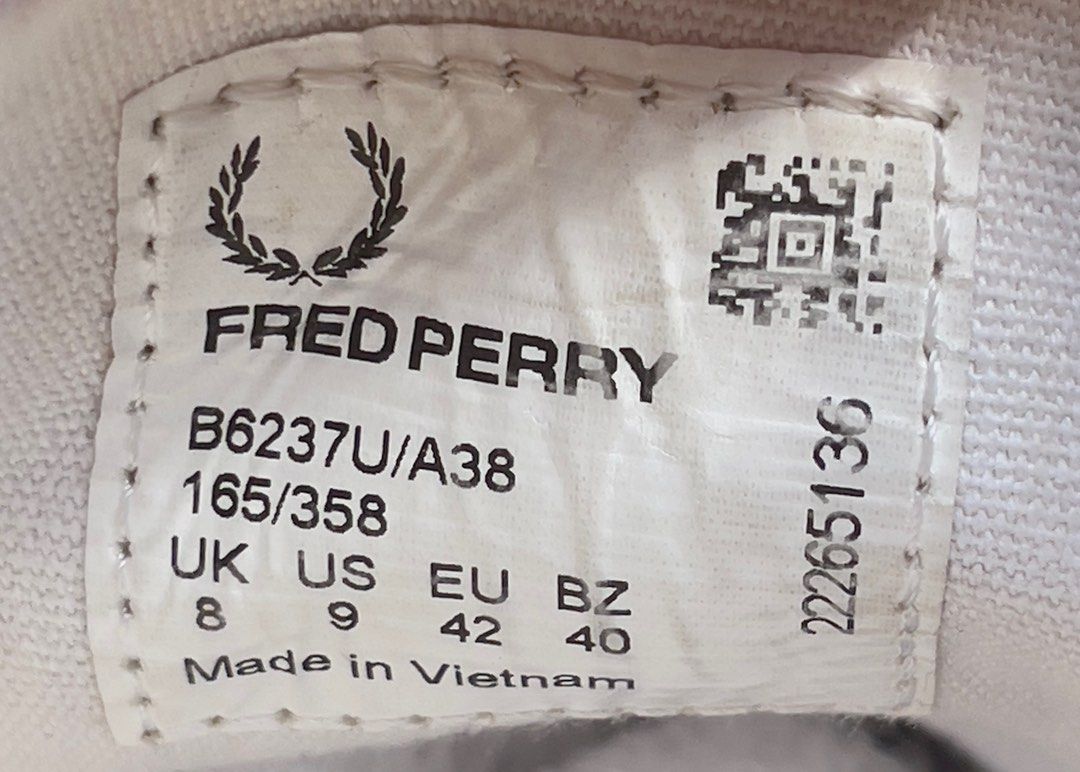 FRED PERRY
B6237U/A38
165/358
UK US EU BZ
8 9 42 40
Made in Vietnam
22265136